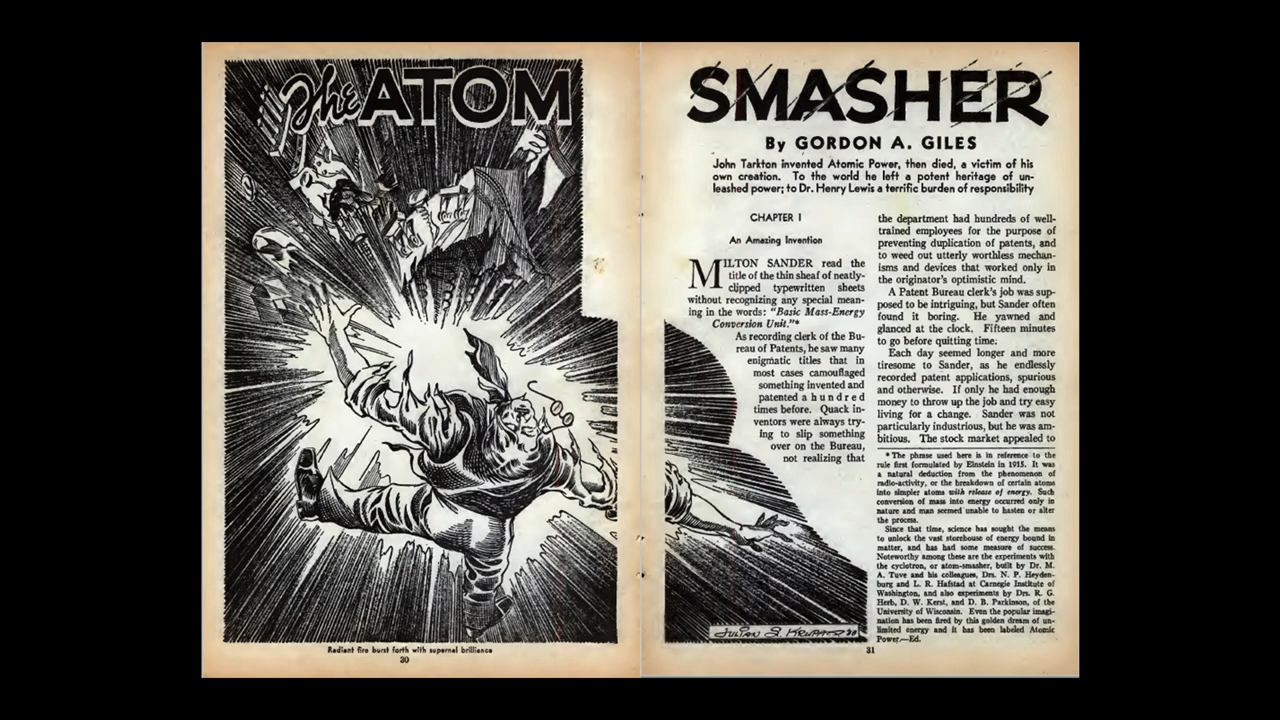 The ATOM
Radiant fire burst forth with supernal brilliance
30
SMASHER
By GORDON A. GILES
John Tarkton invented Atomic Power, then died, a victim of his
own creation. To the world he left a potent heritage of un-
leashed power; to Dr. Henry Lewis a terrific burden of responsibility
CHAPTER I
An Amazing Invention
MILTON SANDER read the
title of the thin sheaf of neatly-
clipped typewritten sheets
without recognizing any special mean-
ing in the words: "Basic Mass-Energy
Conversion Unit."*
As recording clerk of the Bu-
reau of Patents, he saw many
enigmatic titles that in
most cases camouflaged
something invented and
patented a hundred
times before. Quack in-
ventors were always try-
ing to slip something
over on the Bureau,
not realizing that
the department had hundreds of well-
trained employees for the purpose of
preventing duplication of patents, and
to weed out utterly worthless mechan-
isms and devices that worked only in
the originator's optimistic mind.
A Patent Bureau clerk's job was sup-
posed to be intriguing, but Sander often
found it boring. He yawned and
glanced at the clock. Fifteen minutes
to go before quitting time.
Each day seemed longer and more
tiresome to Sander, as he endlessly
recorded patent applications, spurious
and otherwise. If only he had enough
money to throw up the job and try easy
living for a change. Sander was not
particularly industrious, but he was am-
bitious. The stock market appealed to
* The phrase used here is in reference to the
rule first formulated by Einstein in 1915. It was
a natural deduction from the phenomenon of
radio-activity, or the breakdown of certain atoms
into simpler atoms with release of energy. Such
conversion of mass into energy occurred only in
nature and man seemed unable to hasten or alter
the process.
Since that time, science has sought the means
to unlock the vast storehouse of energy bound in
matter, and has had some measure of success.
Noteworthy among these are the experiments with
the cyclotron, or atom-smasher, built by Dr. M.
A. Tuve and his colleagues, Drs. N. P. Heyden-
burg and L. R. Hafstad at Carnegie Institute of
Washington, and also experiments by Drs. R. G.
Herb, D. W. Kerst, and D. B. Parkinson, of the
University of Wisconsin. Even the popular imagi-
nation has been fired by this golden dream of un-
limited energy and it has been labeled Atomic
Power.—Ed.
JULIAN S. KRUPA
31